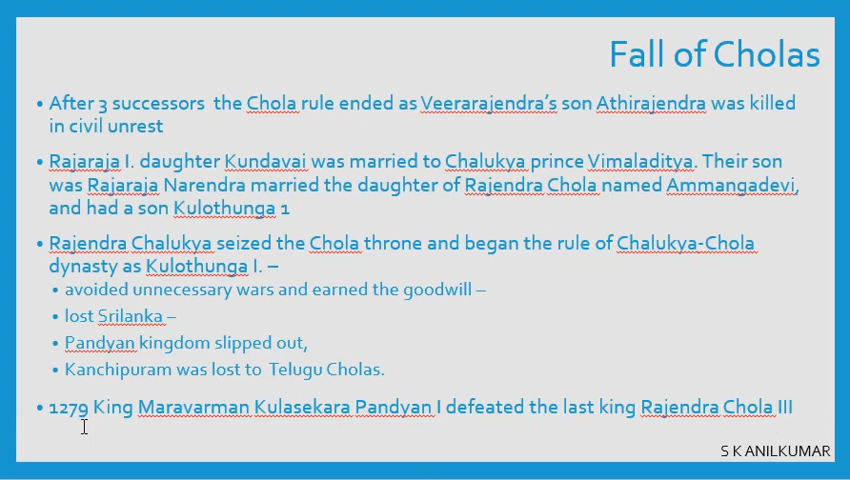 Fall of Cholas
• After 3 successors the Chola rule ended as Veerarajendra's son Athirajendra was killed
in civil unrest
• Rajaraja I. daughter Kundavai was married to Chalukya prince Vimaladitya. Their son
was Rajaraja Narendra married the daughter of Rajendra Chola named Ammangadevi,
and had a son Kulothunga 1
• Rajendra Chalukya seized the Chola throne and began the rule of Chalukya-Chola
dynasty as Kulothunga I. –
• avoided unnecessary wars and earned the goodwill –
• lost Srilanka –
• Pandyan kingdom slipped out,
• Kanchipuram was lost to Telugu Cholas.
• 1279 King Maravarman Kulasekara Pandyan I defeated the last king Rajendra Chola III
S K ANILKUMAR